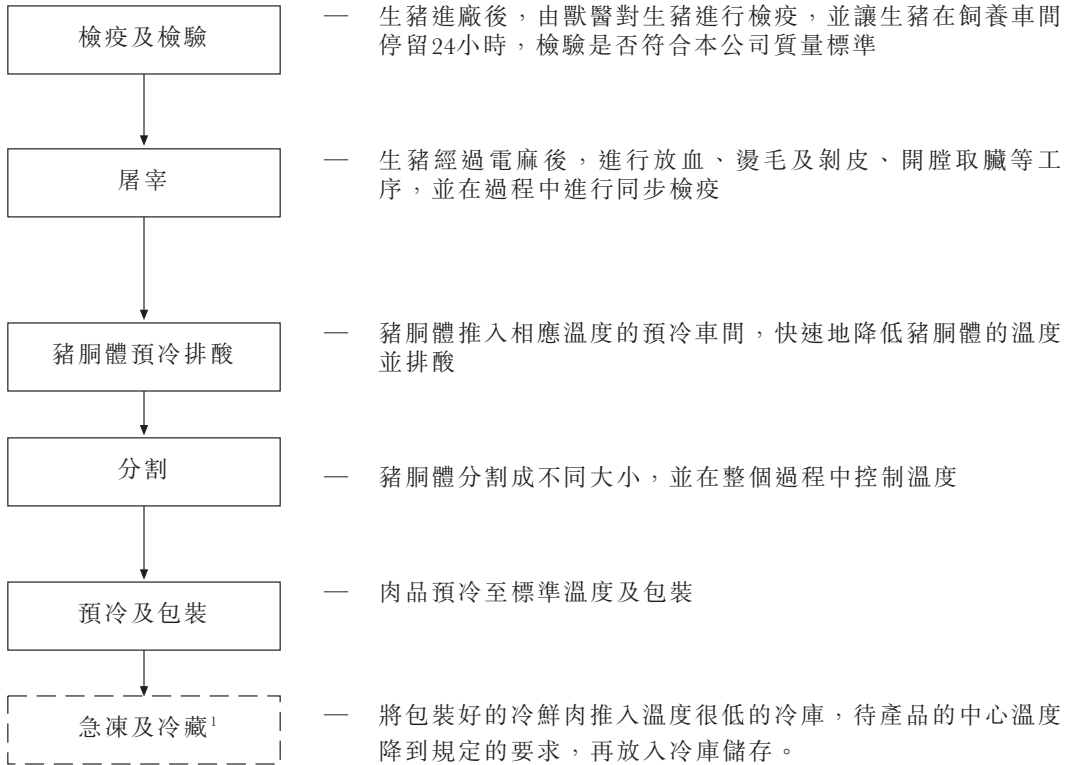 檢疫及檢驗
— 生豬進廠後，由獸醫對生豬進行檢疫，並讓生豬在飼養車間
停留24小時，檢驗是否符合本公司質量標準
屠宰
— 生豬經過電麻後，進行放血、燙毛及剝皮、開膛取臟等工
序，並在過程中進行同步檢疫
豬胴體預冷排酸
— 豬胴體推入相應溫度的預冷車間，快速地降低豬胴體的溫度
並排酸
分割
— 豬胴體分割成不同大小，並在整個過程中控制溫度
預冷及包裝
— 肉品預冷至標準溫度及包裝
急凍及冷藏1
— 將包裝好的冷鮮肉推入溫度很低的冷庫，待產品的中心溫度
降到規定的要求，再放入冷庫儲存。